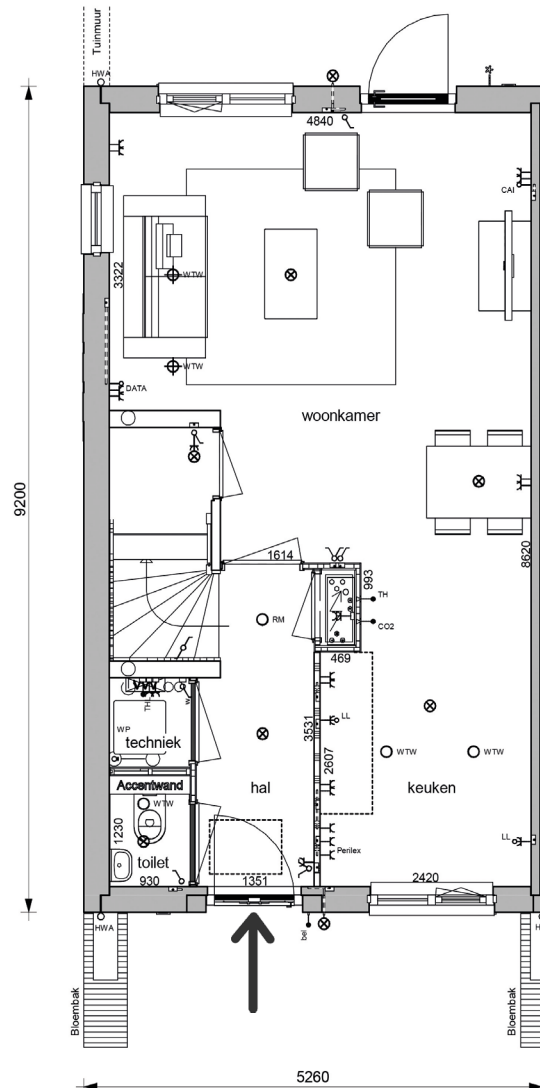 Tuinmuur
HWA
4840
CAI
3322
WTW
WTW
DATA
woonkamer
9200
8620
1614
993
TH
RM
CO2
469
LL
3531
TH
W
WP
techniek
2607
WTW
WTW
hal
keuken
Accentwand
WTW
1230
toilet
LL
Perilex
930
1351
2420
HWA
bel
H
Bloembak
Bloembak
5260